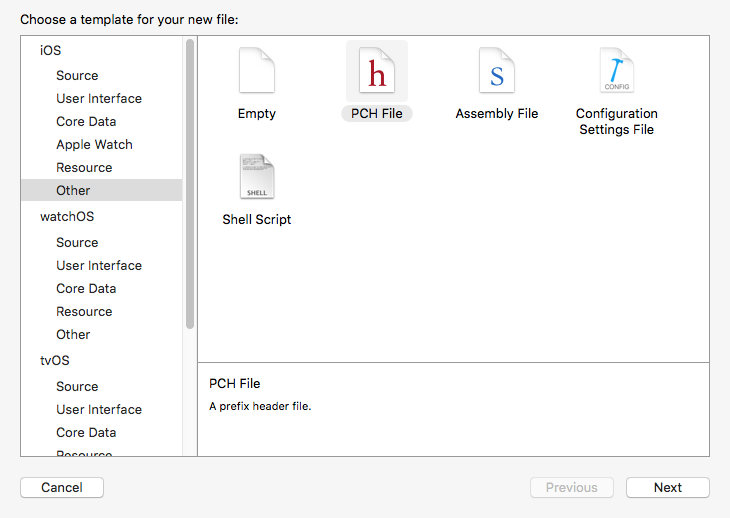 Choose a template for your new file:
iOS
Source
User Interface
Core Data
Apple Watch
Resource
Other
watchOS
Source
User Interface
Core Data
Resource
Other
tvOS
Source
User Interface
Core Data
Resource
h
PCH File
S
Assembly File
CONFIG
Configuration
Settings File
Empty
SHELL
Shell Script
PCH File
A prefix header file.
Cancel
Previous
Next